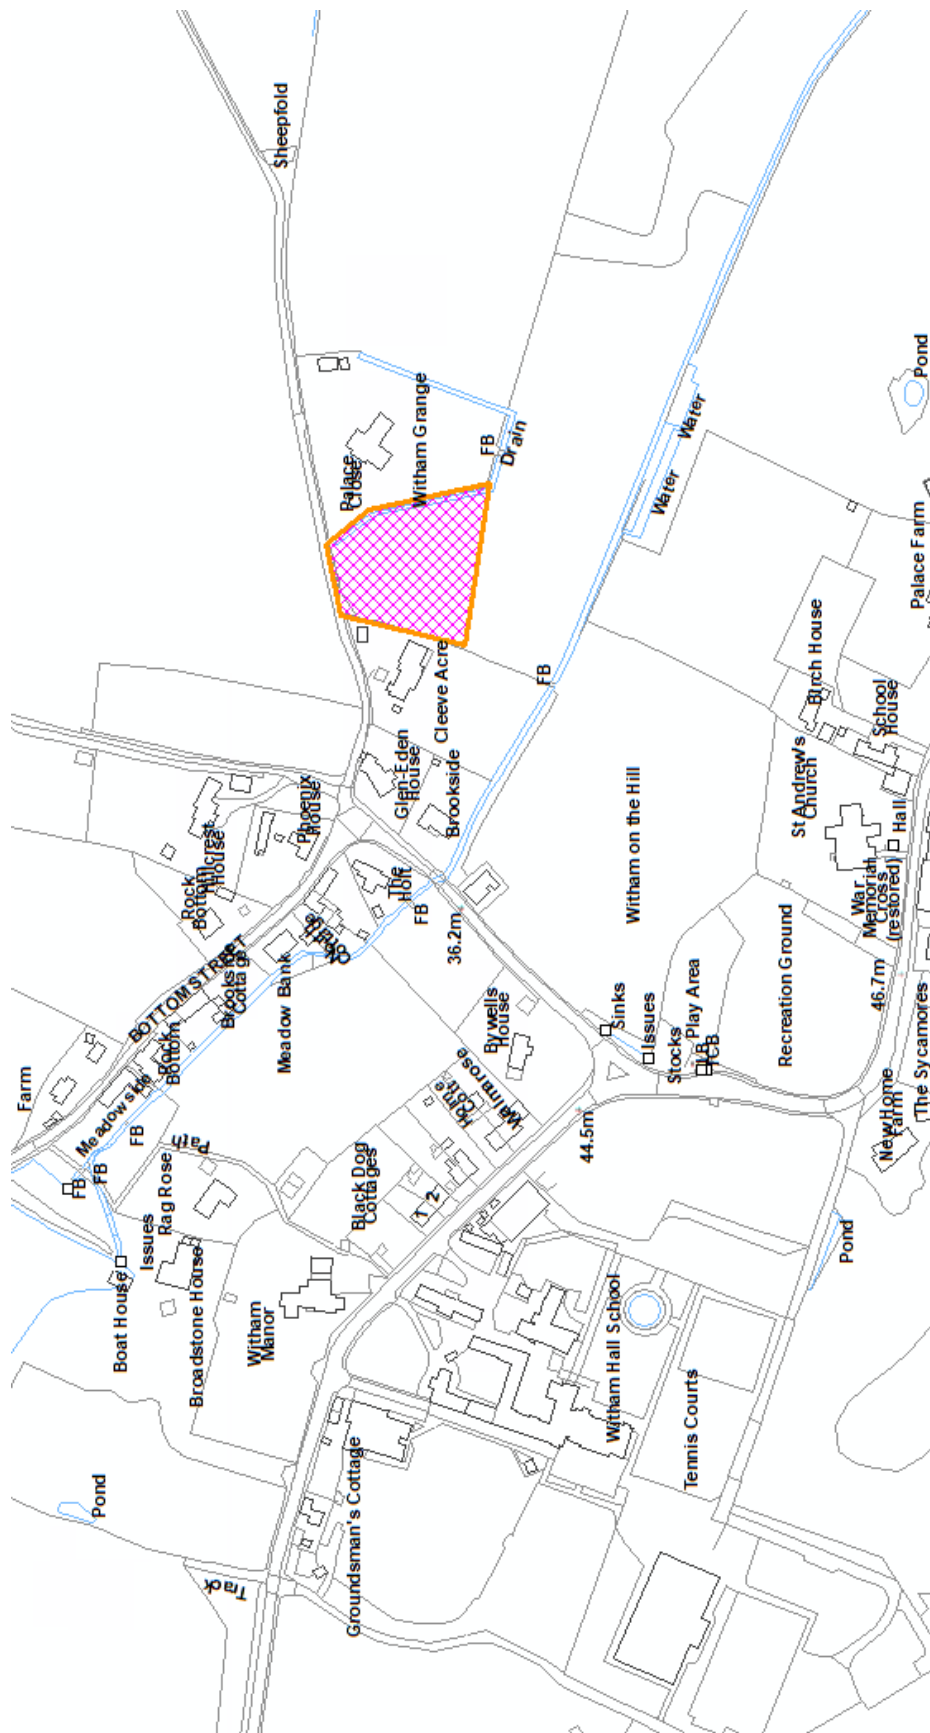 Sheepfold
Palace
Close
Witham Grange
FB
Drain
Water
Water
Pond
Palace Farm
Birch House
School
House
St Andrew's
Church
Hall
War
Memorial
Cross
(restored)
Cleeve Acre
FB
Glen-Eden
House
Brookside
Phoenix
House
Rock
Bottom
House
The
Holt
FB
36.2m
Witham on the Hill
BOTTOM STREET
Brookside
Cottage
Meadow Bank
Rock
Bottom
Meadowside
Farm
FB
FB
FB
Path
Rag Rose
Issues
Boat House
Broadstone House
Witham
Manor
Black Dog
Cottages
1
2
Home
Cott
Walnarose
Bywells
House
Sinks
Issues
Stocks
Play Area
TCB
Recreation Ground
46.7m
44.5m
The Sycamores
New Home
Farm
Pond
Witham Hall School
Tennis Courts
Groundsman's Cottage
Pond
Track